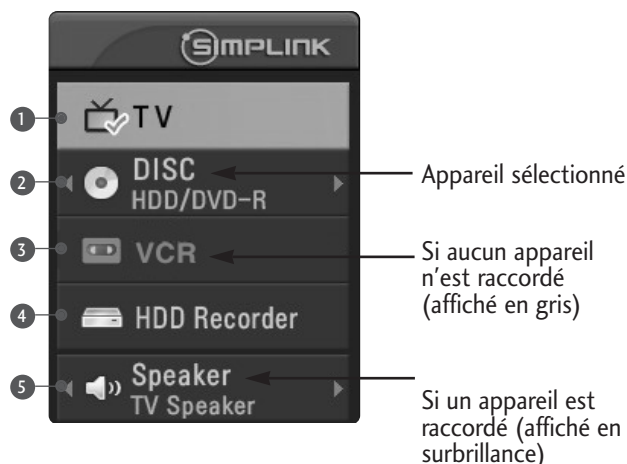 SIMPLINK
1 TV
2 DISC
HDD/DVD-R
Appareil sélectionné
3 VCR
Si aucun appareil
n'est raccordé
(affiché en gris)
4 HDD Recorder
5 Speaker
TV Speaker
Si un appareil est
raccordé (affiché en
surbrillance)